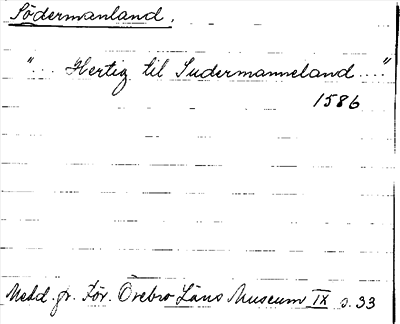 Södermanland.
"... Hertig til Sudermanneland...."
1586
Medd. fr. För. Örebro Läns Museum IX s. 33